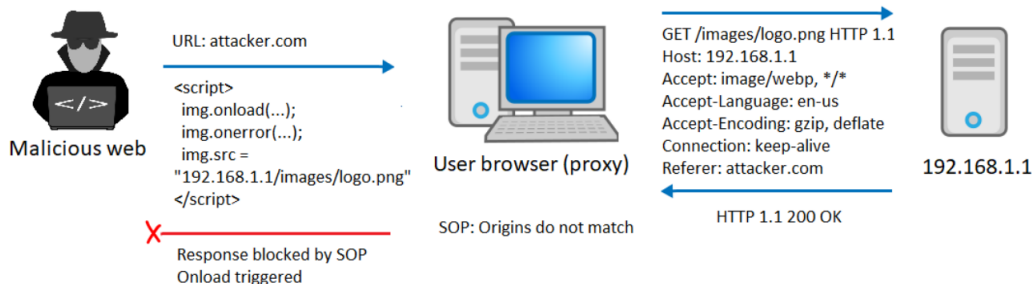 </>
Malicious web
URL: attacker.com
<script>
img.onload(...);
img.onerror(...);
img.src =
"192.168.1.1/images/logo.png"
</script>
Response blocked by SOP
Onload triggered
User browser (proxy)
SOP: Origins do not match
GET /images/logo.png HTTP 1.1
Host: 192.168.1.1
Accept: image/webp, */*
Accept-Language: en-us
Accept-Encoding: gzip, deflate
Connection: keep-alive
Referer: attacker.com
HTTP 1.1 200 OK
192.168.1.1